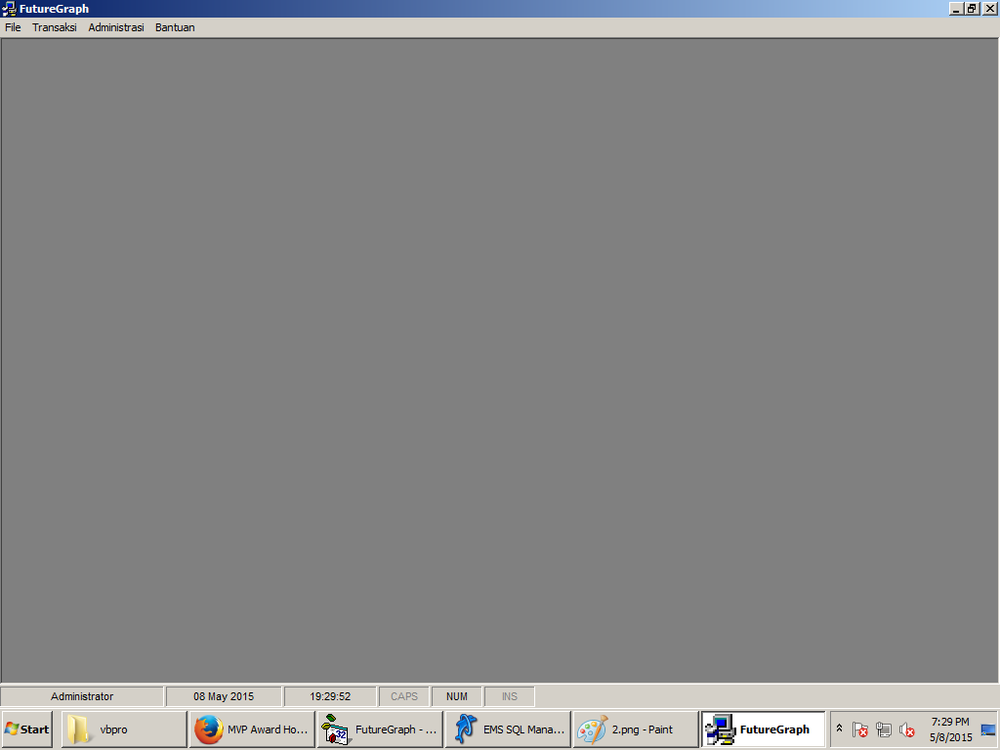 FutureGraph
File Transaksi Administrasi Bantuan
Administrator 08 May 2015 19:29:52 CAPS NUM INS
Start vbpro MVP Award Ho... FutureGraph - ... EMS SQL Mana... 2.png - Paint FutureGraph 7:29 PM
5/8/2015